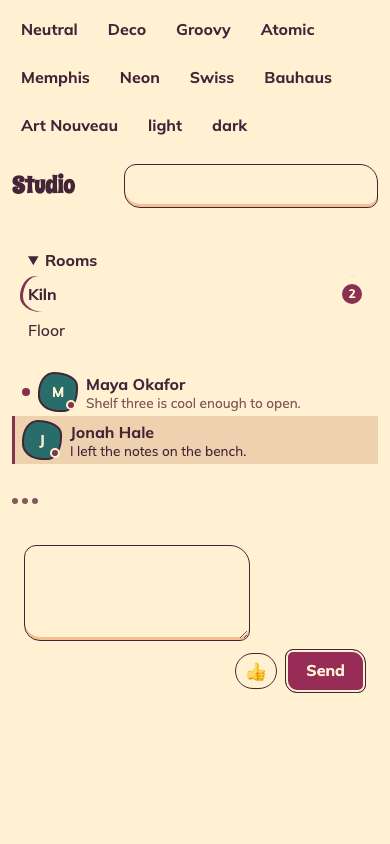 Neutral Deco Groovy Atomic
Memphis Neon Swiss Bauhaus
Art Nouveau light dark
Studio
▼ Rooms
Kiln 2
Floor
M Maya Okafor
Shelf three is cool enough to open.
J Jonah Hale
I left the notes on the bench.
👍 Send